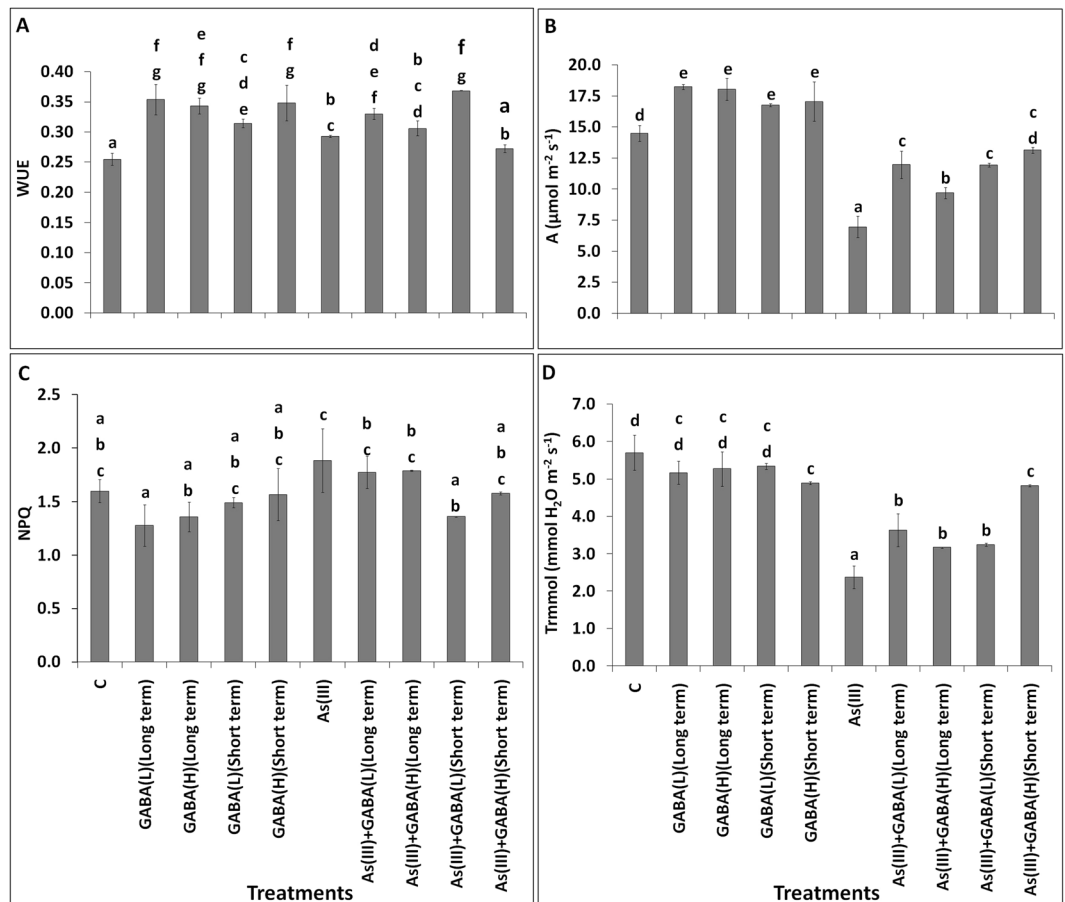 A
WUE
0.40
0.35
0.30
0.25
0.20
0.15
0.10
0.05
0.00
a
f
g
e
f
g
c
d
e
f
g
b
c
d
e
f
b
c
d
f
g
a
b
B
A (µmol m⁻² s⁻¹)
20.0
17.5
15.0
12.5
10.0
7.5
5.0
2.5
0.0
d
e
e
e
e
a
c
b
c
c
d
C
NPQ
2.5
2.0
1.5
1.0
0.5
0.0
a
b
c
a
a
b
a
b
c
a
b
c
c
b
c
b
c
a
b
a
b
c
C
GABA(L)(Long term)
GABA(H)(Long term)
GABA(L)(Short term)
GABA(H)(Short term)
As(III)
As(III)+GABA(L)(Long term)
As(III)+GABA(H)(Long term)
As(III)+GABA(L)(Short term)
As(III)+GABA(H)(Short term)
Treatments
D
Trmmol (mmol H₂O m⁻² s⁻¹)
7.0
6.0
5.0
4.0
3.0
2.0
1.0
0.0
d
c
d
c
d
c
d
c
a
b
b
b
c
C
GABA(L)(Long term)
GABA(H)(Long term)
GABA(L)(Short term)
GABA(H)(Short term)
As(III)
As(III)+GABA(L)(Long term)
As(III)+GABA(H)(Long term)
As(III)+GABA(L)(Short term)
As(III)+GABA(H)(Short term)
Treatments